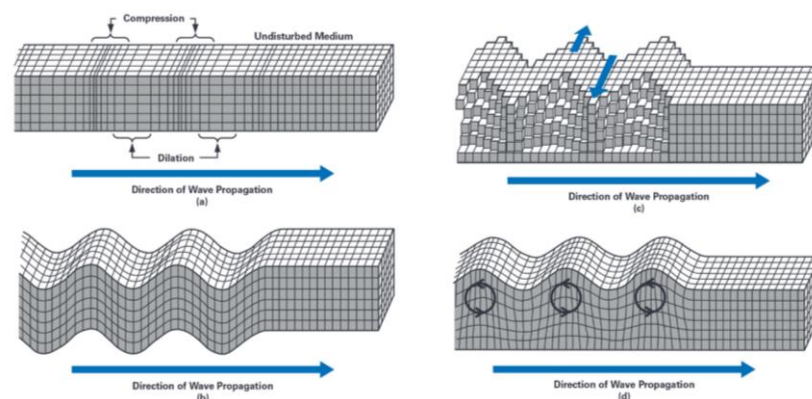 Compression
Undisturbed Medium
Dilation
Direction of Wave Propagation
(a)
Direction of Wave Propagation
(b)
Direction of Wave Propagation
(c)
Direction of Wave Propagation
(d)